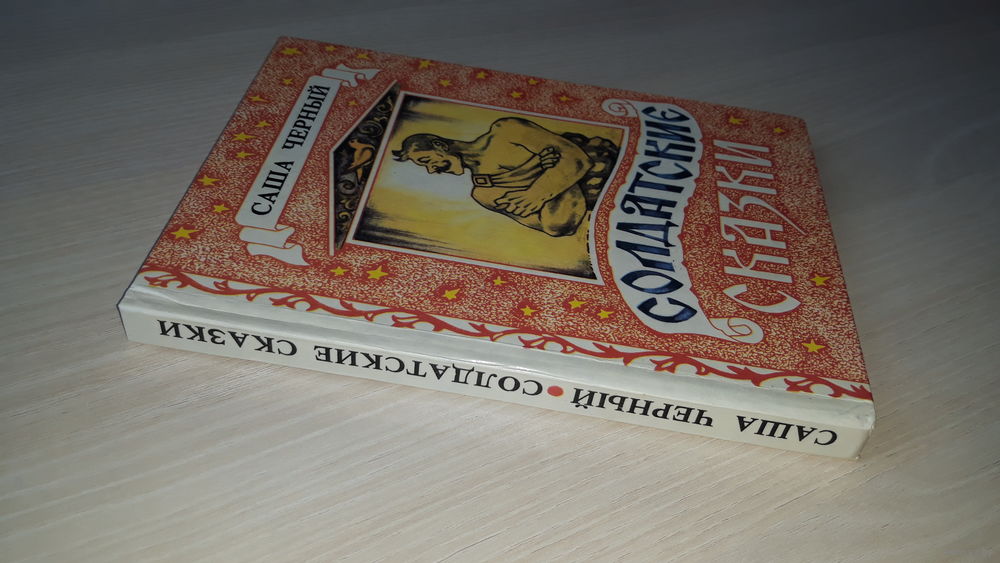 САША ЧЕРНЫЙ
СОЛДАТСКИЕ
СКАЗКИ
САША ЧЕРНЫЙ • СОЛДАТСКИЕ СКАЗКИ